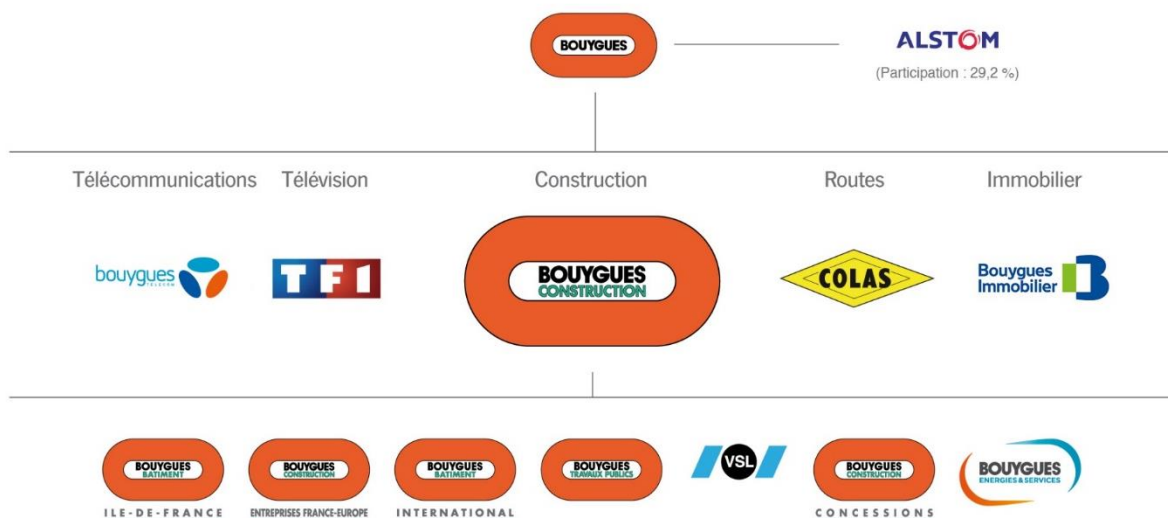 BOUYGUES
ALSTOM
(Participation : 29,2 %)
Télécommunications
Télévision
Construction
Routes
Immobilier
bouygues
TELECOM
TF1
BOUYGUES
CONSTRUCTION
COLAS
Bouygues
Immobilier
BOUYGUES
BATIMENT
ILE-DE-FRANCE
BOUYGUES
CONSTRUCTION
ENTREPRISES FRANCE-EUROPE
BOUYGUES
BATIMENT
INTERNATIONAL
BOUYGUES
TRAVAUX PUBLICS
VSL
BOUYGUES
CONSTRUCTION
CONCESSIONS
BOUYGUES
ENERGIES & SERVICES